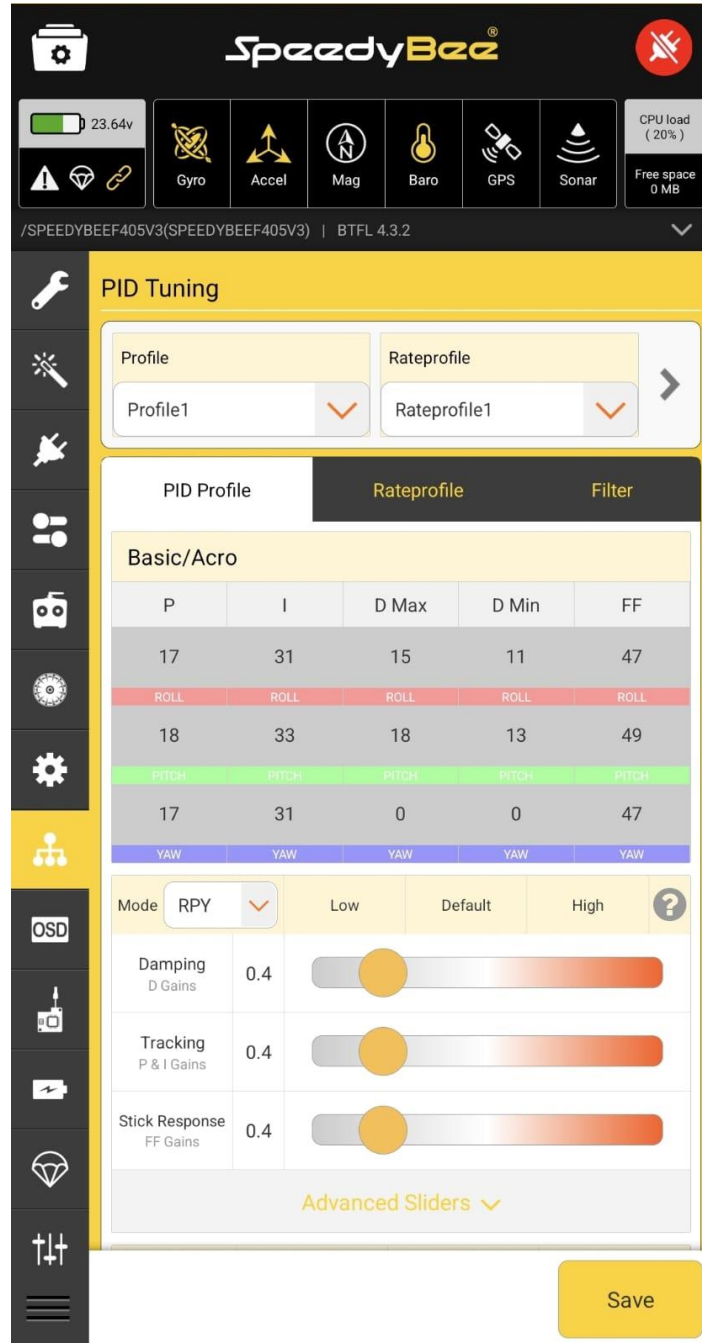 SpeedyBee®
23.64v
CPU load
( 20% )
Gyro
Accel
Mag
Baro
GPS
Sonar
Free space
0 MB
/SPEEDYBEEF405V3(SPEEDYBEEF405V3) | BTFL 4.3.2
PID Tuning
Profile Rateprofile
Profile1 Rateprofile1
PID Profile Rateprofile Filter
Basic/Acro
P I D Max D Min FF
17 31 15 11 47
ROLL ROLL ROLL ROLL ROLL
18 33 18 13 49
PITCH PITCH PITCH PITCH PITCH
17 31 0 0 47
YAW YAW YAW YAW YAW
Mode RPY Low Default High ?
Damping
D Gains
0.4
Tracking
P & I Gains
0.4
Stick Response
FF Gains
0.4
OSD
Advanced Sliders
Save